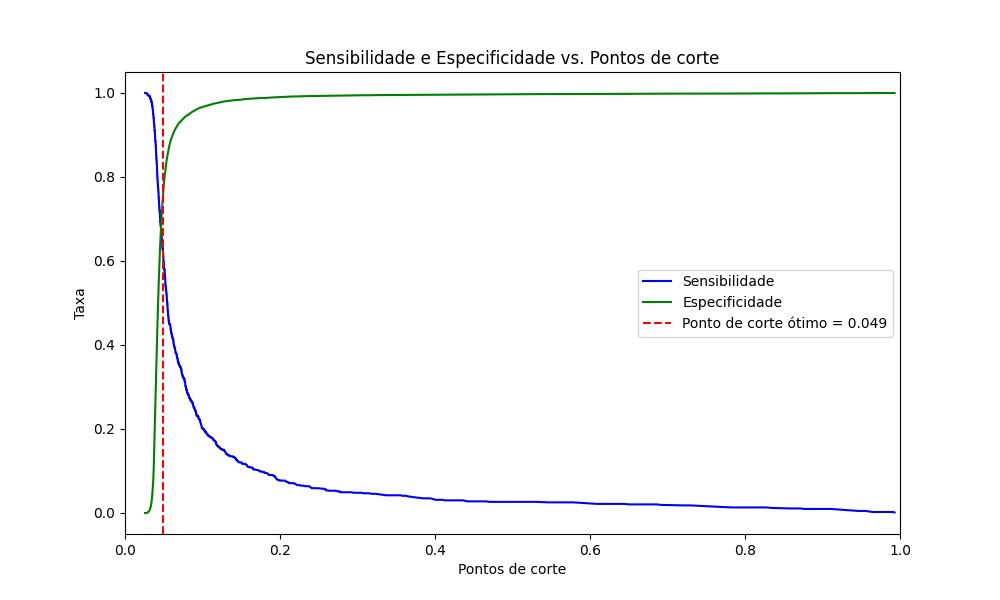 Sensibilidade e Especificidade vs. Pontos de corte
1.0
0.8
0.6
0.4
0.2
0.0
Taxa
Sensibilidade
Especificidade
Ponto de corte ótimo = 0.049
0.0 0.2 0.4 0.6 0.8 1.0
Pontos de corte